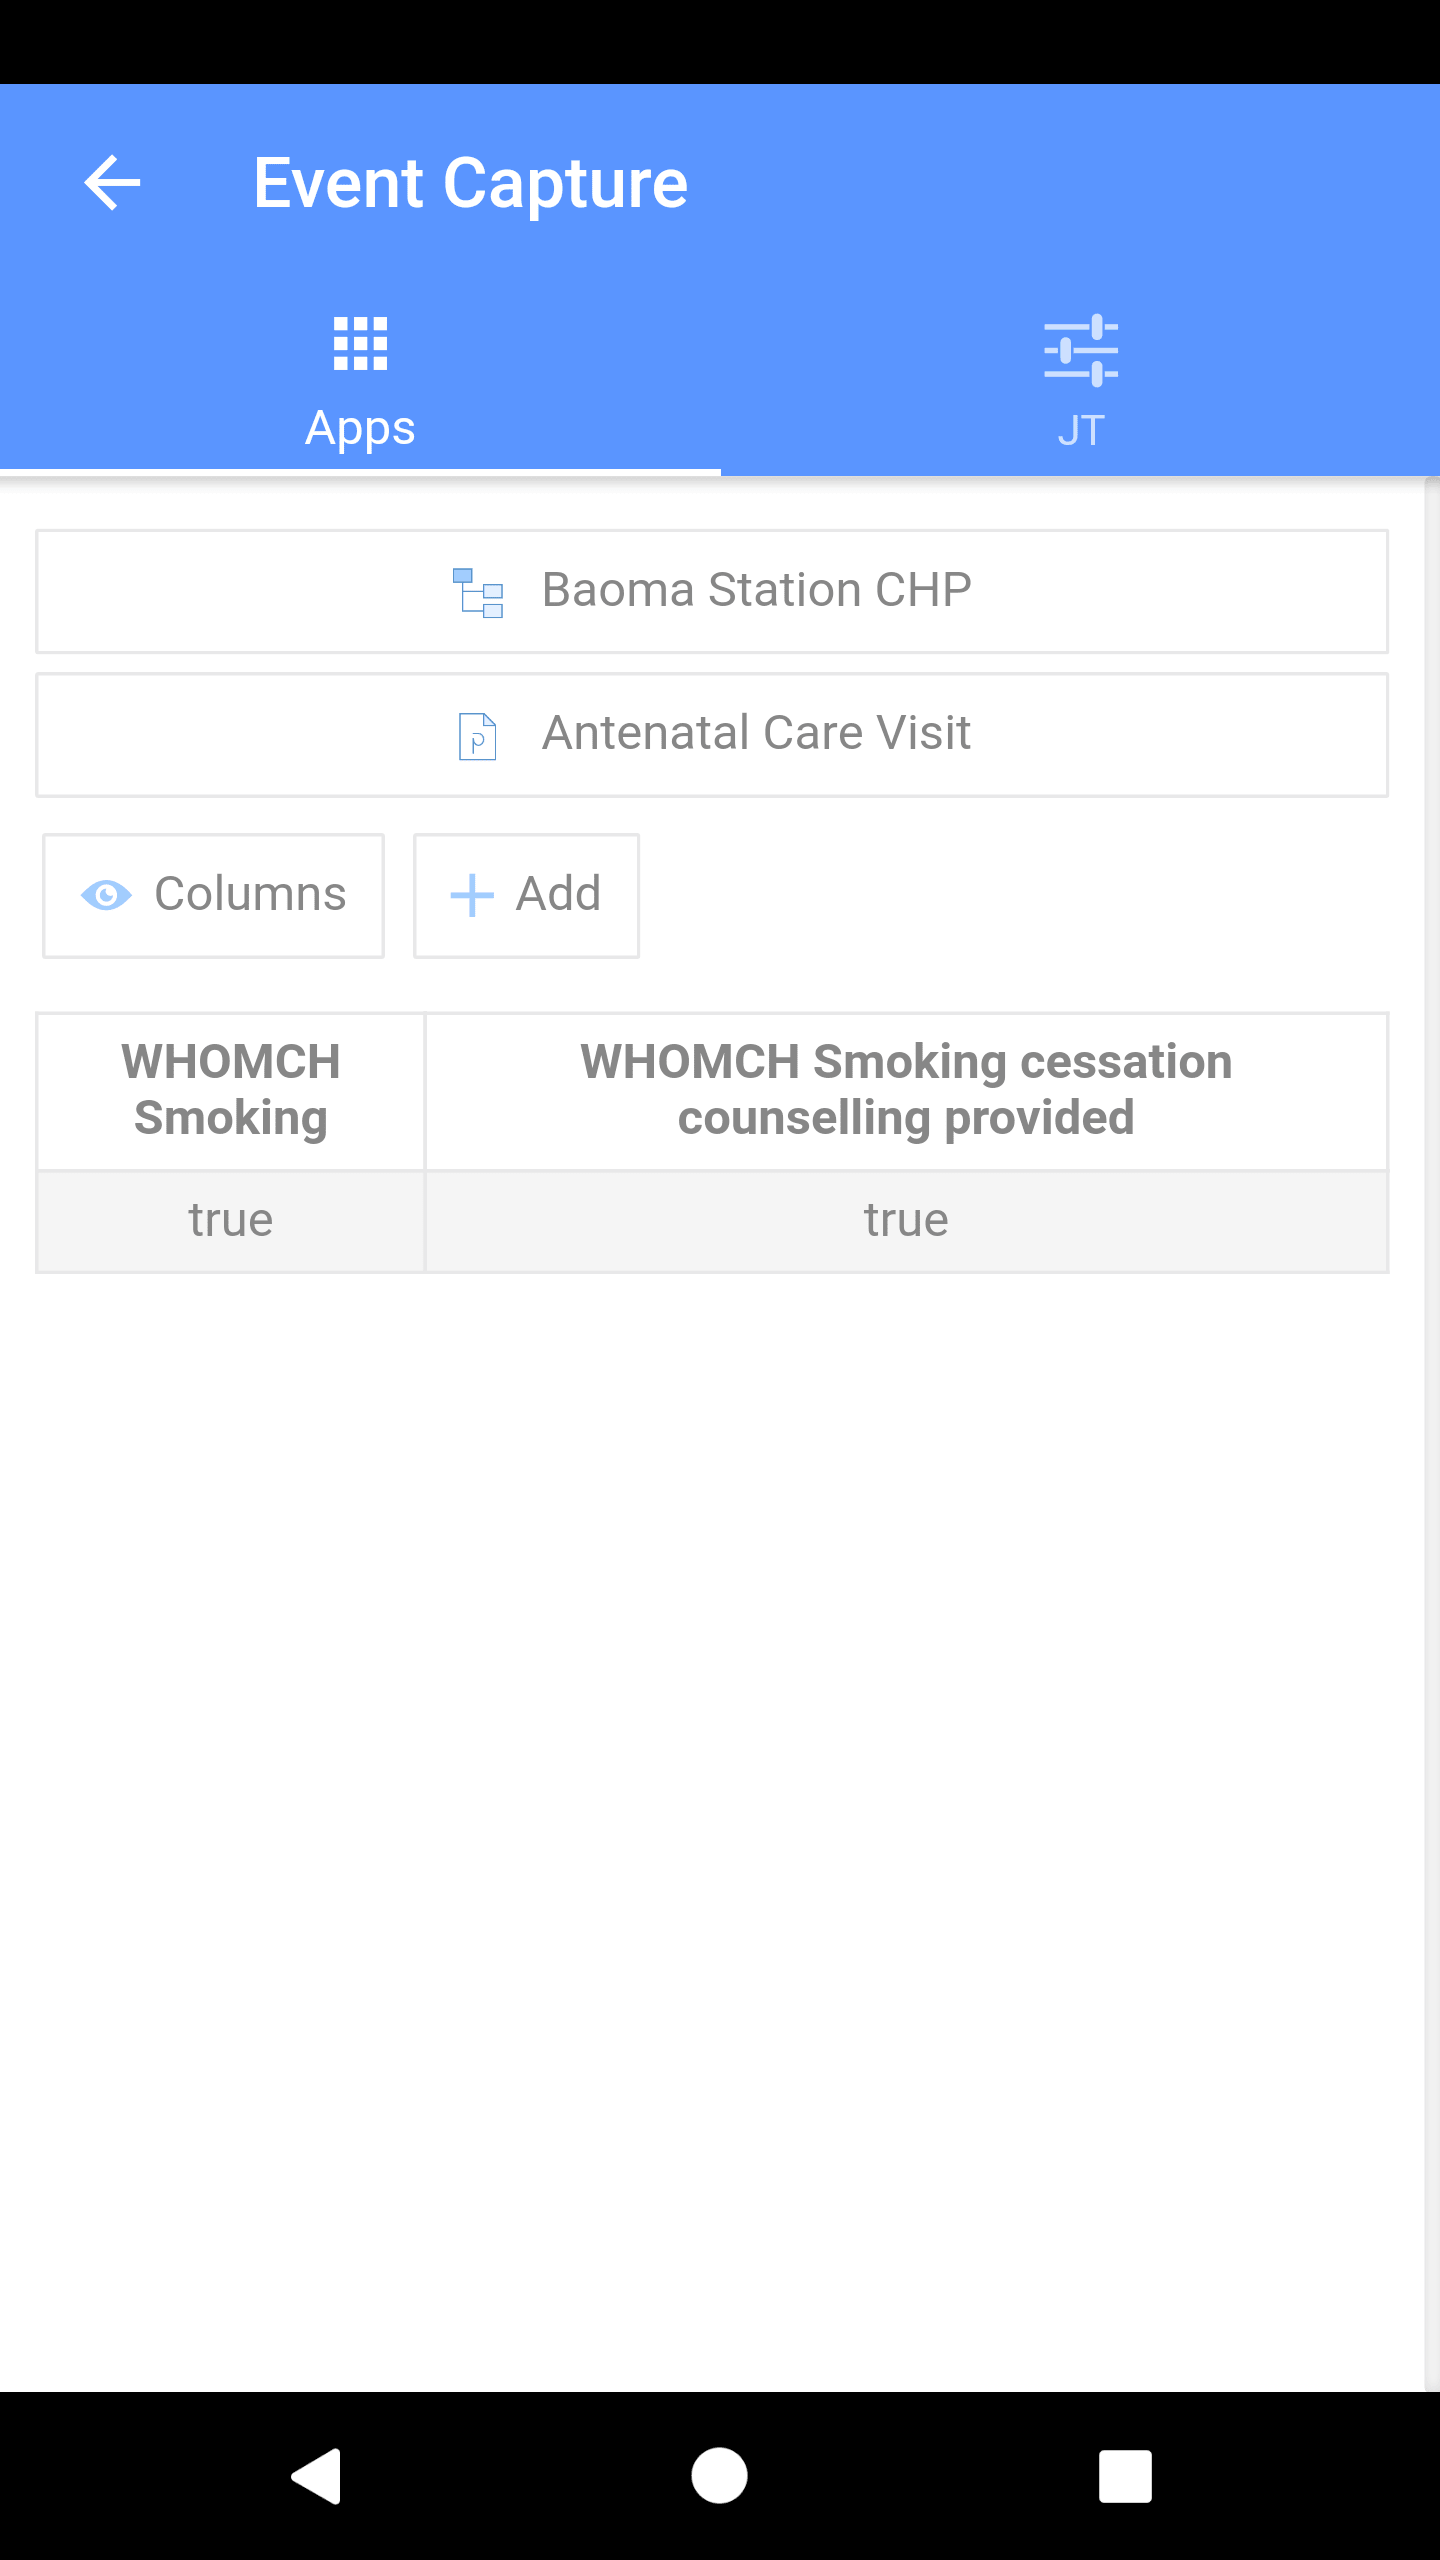 Event Capture
Apps
JT
Baoma Station CHP
Antenatal Care Visit
Columns
Add
WHOMCH
Smoking
WHOMCH Smoking cessation
counselling provided
true
true